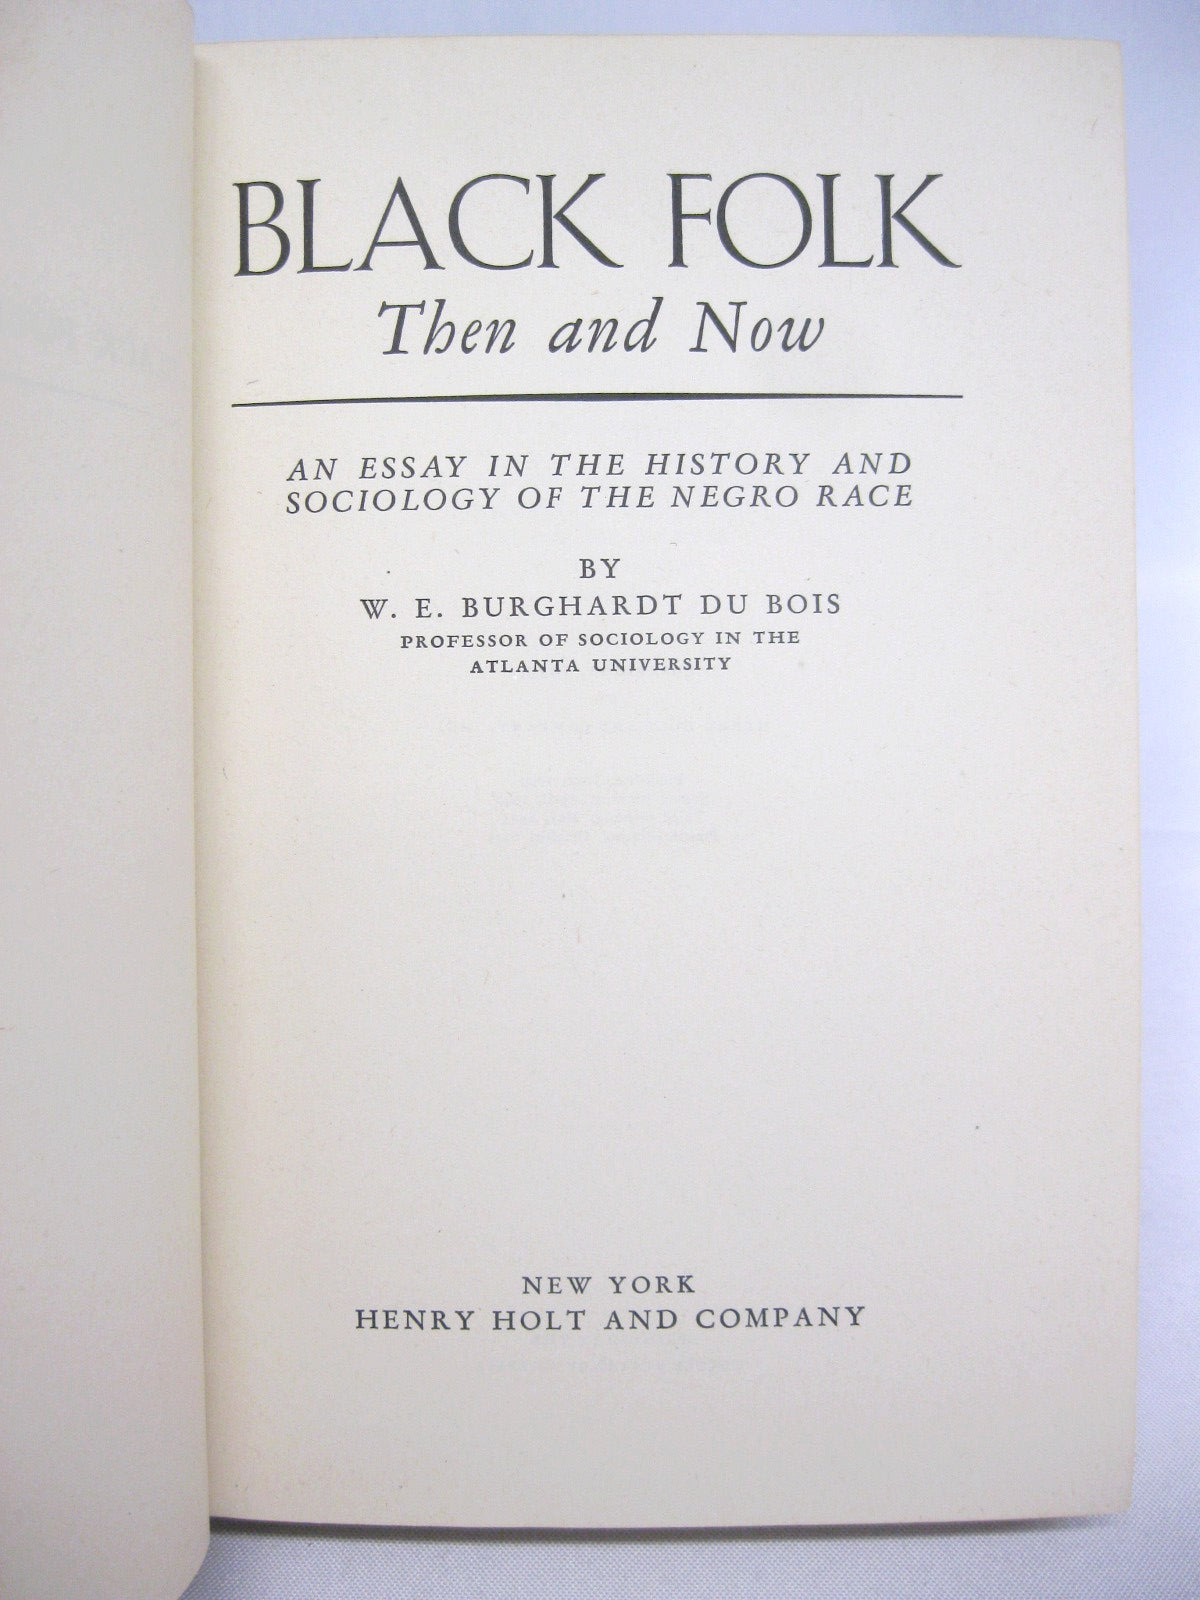 BLACK FOLK
Then and Now
AN ESSAY IN THE HISTORY AND
SOCIOLOGY OF THE NEGRO RACE
BY
W. E. BURGHARDT DU BOIS
PROFESSOR OF SOCIOLOGY IN THE
ATLANTA UNIVERSITY
NEW YORK
HENRY HOLT AND COMPANY